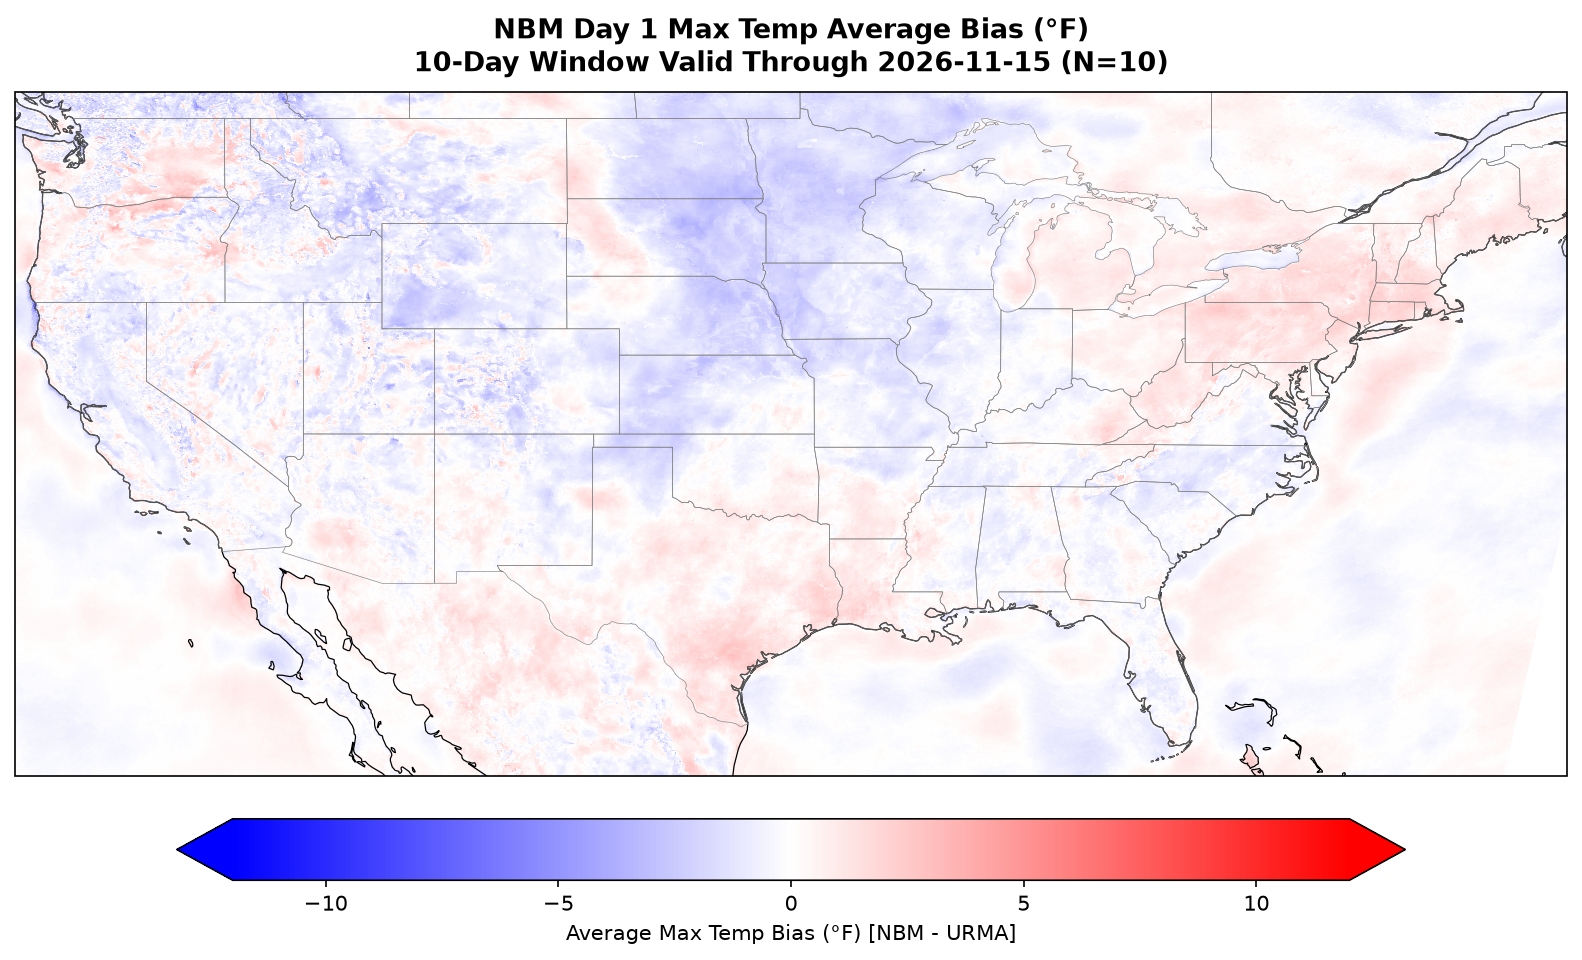 NBM Day 1 Max Temp Average Bias (°F)
10-Day Window Valid Through 2026-11-15 (N=10)
−10 −5 0 5 10
Average Max Temp Bias (°F) [NBM - URMA]